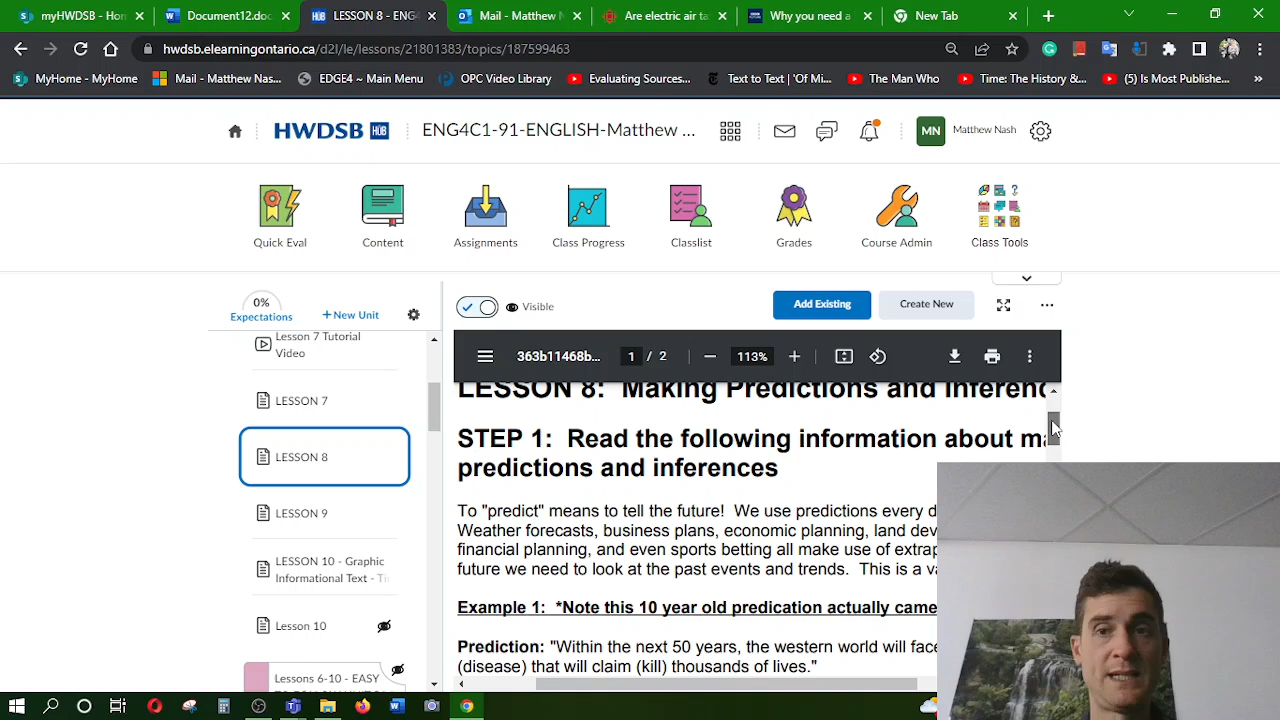 myHWDSB - Home
Document12.doc
LESSON 8 - ENG4
Mail - Matthew N
Are electric air tax
Why you need a
New Tab
hwdsb.elearningontario.ca/d2l/le/lessons/21801383/topics/187599463
MyHome - MyHome
Mail - Matthew Nas...
EDGE4 ~ Main Menu
OPC Video Library
Evaluating Sources...
Text to Text | 'Of Mi...
The Man Who
Time: The History &...
(5) Is Most Publishe...
HWDSB HUB
ENG4C1-91-ENGLISH-Matthew ...
MN
Matthew Nash
Quick Eval
Content
Assignments
Class Progress
Classlist
Grades
Course Admin
Class Tools
0%
Expectations
+ New Unit
Visible
Add Existing
Create New
Lesson 7 Tutorial
Video
LESSON 7
LESSON 8
LESSON 9
LESSON 10 - Graphic
Informational Text - Ti
Lesson 10
Lessons 6-10 - EASY
363b11468b...
1 / 2
113%
LESSON 8: Making Predictions and Inferenc
STEP 1: Read the following information about ma
predictions and inferences
To "predict" means to tell the future! We use predictions every d
Weather forecasts, business plans, economic planning, land dev
financial planning, and even sports betting all make use of extrap
future we need to look at the past events and trends. This is a va
Example 1: *Note this 10 year old predication actually came
Prediction: "Within the next 50 years, the western world will face
(disease) that will claim (kill) thousands of lives."